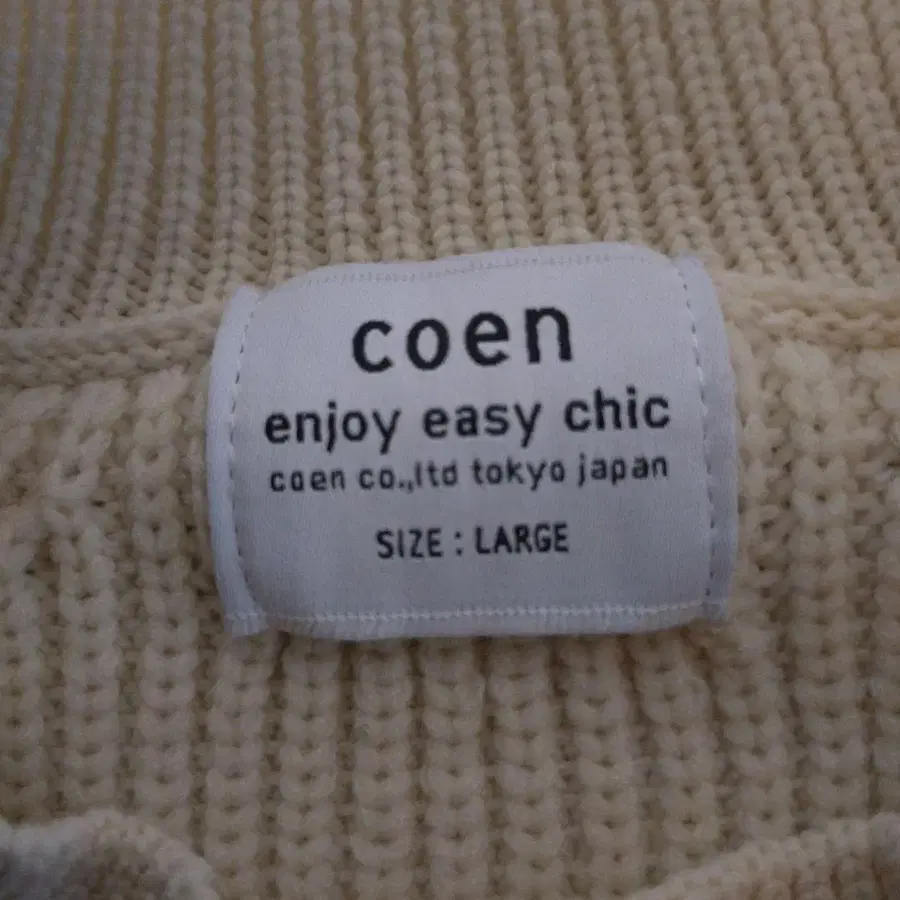 coen
enjoy easy chic
coen co.,ltd tokyo japan
SIZE : LARGE